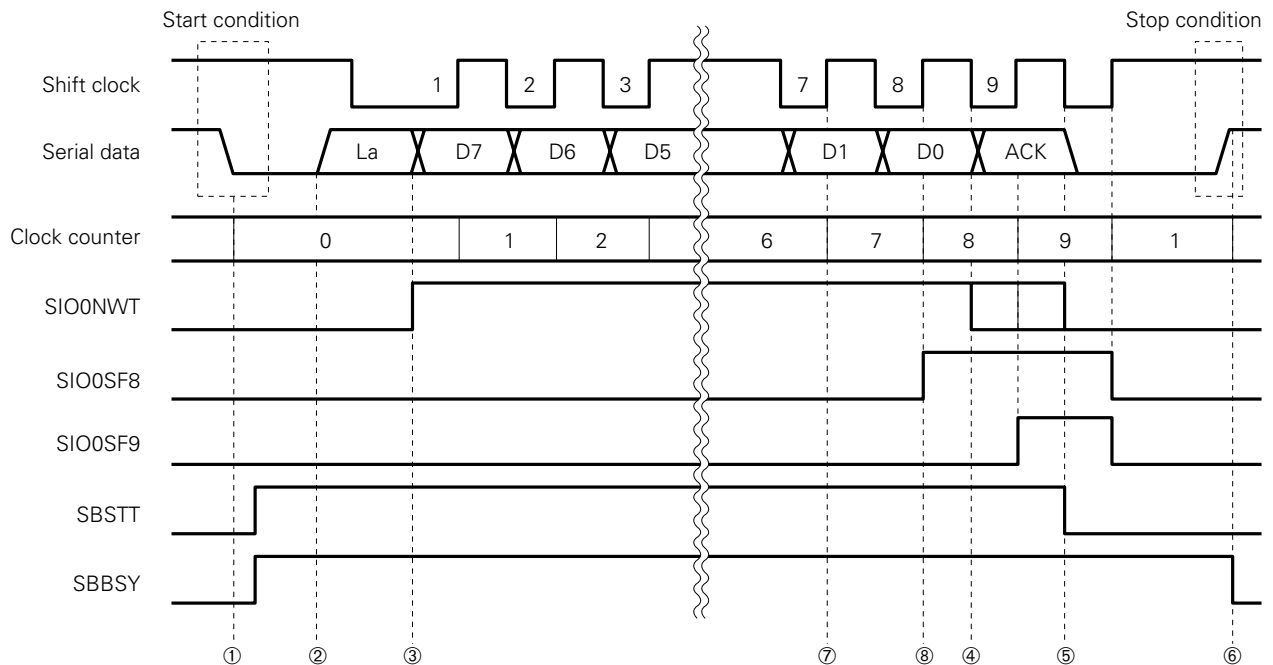 Start condition Stop condition
Shift clock 1 2 3 7 8 9
Serial data La D7 D6 D5 D1 D0 ACK
Clock counter 0 1 2 6 7 8 9 1
SIO0NWT
SIO0SF8
SIO0SF9
SBSTT
SBBSY
① ② ③ ⑦ ⑧ ④ ⑤ ⑥